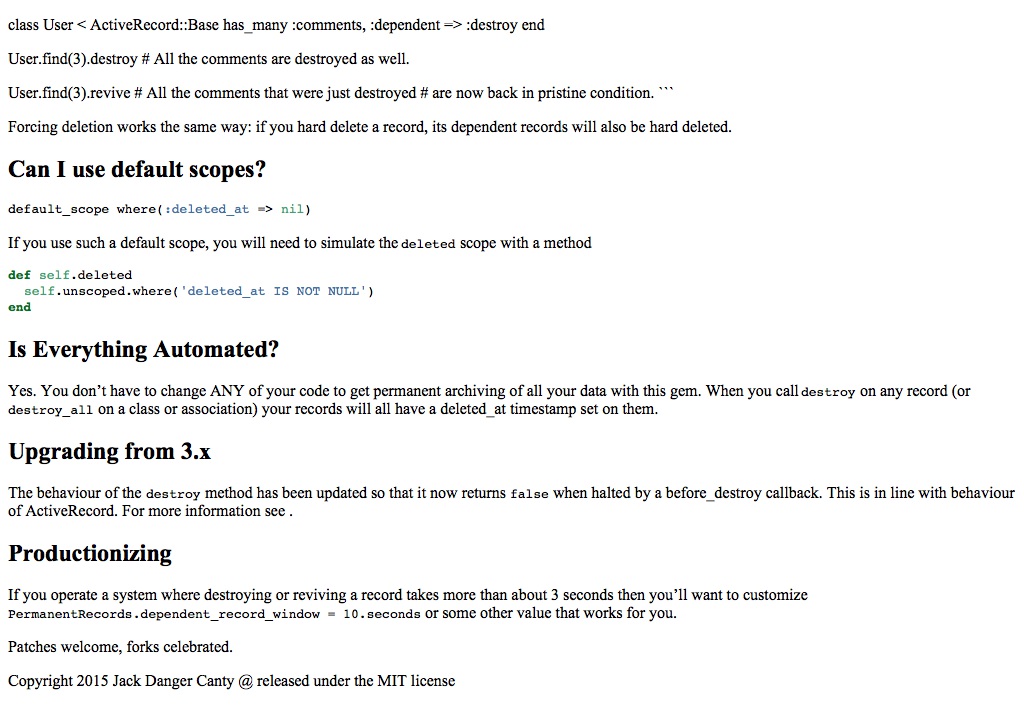 class User < ActiveRecord::Base has_many :comments, :dependent => :destroy end
User.find(3).destroy # All the comments are destroyed as well.
User.find(3).revive # All the comments that were just destroyed # are now back in pristine condition. ```
Forcing deletion works the same way: if you hard delete a record, its dependent records will also be hard deleted.
Can I use default scopes?
default_scope where(:deleted_at => nil)
If you use such a default scope, you will need to simulate the deleted scope with a method
def self.deleted
  self.unscoped.where('deleted_at IS NOT NULL')
end
Is Everything Automated?
Yes. You don’t have to change ANY of your code to get permanent archiving of all your data with this gem. When you call destroy on any record (or
destroy_all on a class or association) your records will all have a deleted_at timestamp set on them.
Upgrading from 3.x
The behaviour of the destroy method has been updated so that it now returns false when halted by a before_destroy callback. This is in line with behaviour
of ActiveRecord. For more information see .
Productionizing
If you operate a system where destroying or reviving a record takes more than about 3 seconds then you’ll want to customize
PermanentRecords.dependent_record_window = 10.seconds or some other value that works for you.
Patches welcome, forks celebrated.
Copyright 2015 Jack Danger Canty @ released under the MIT license